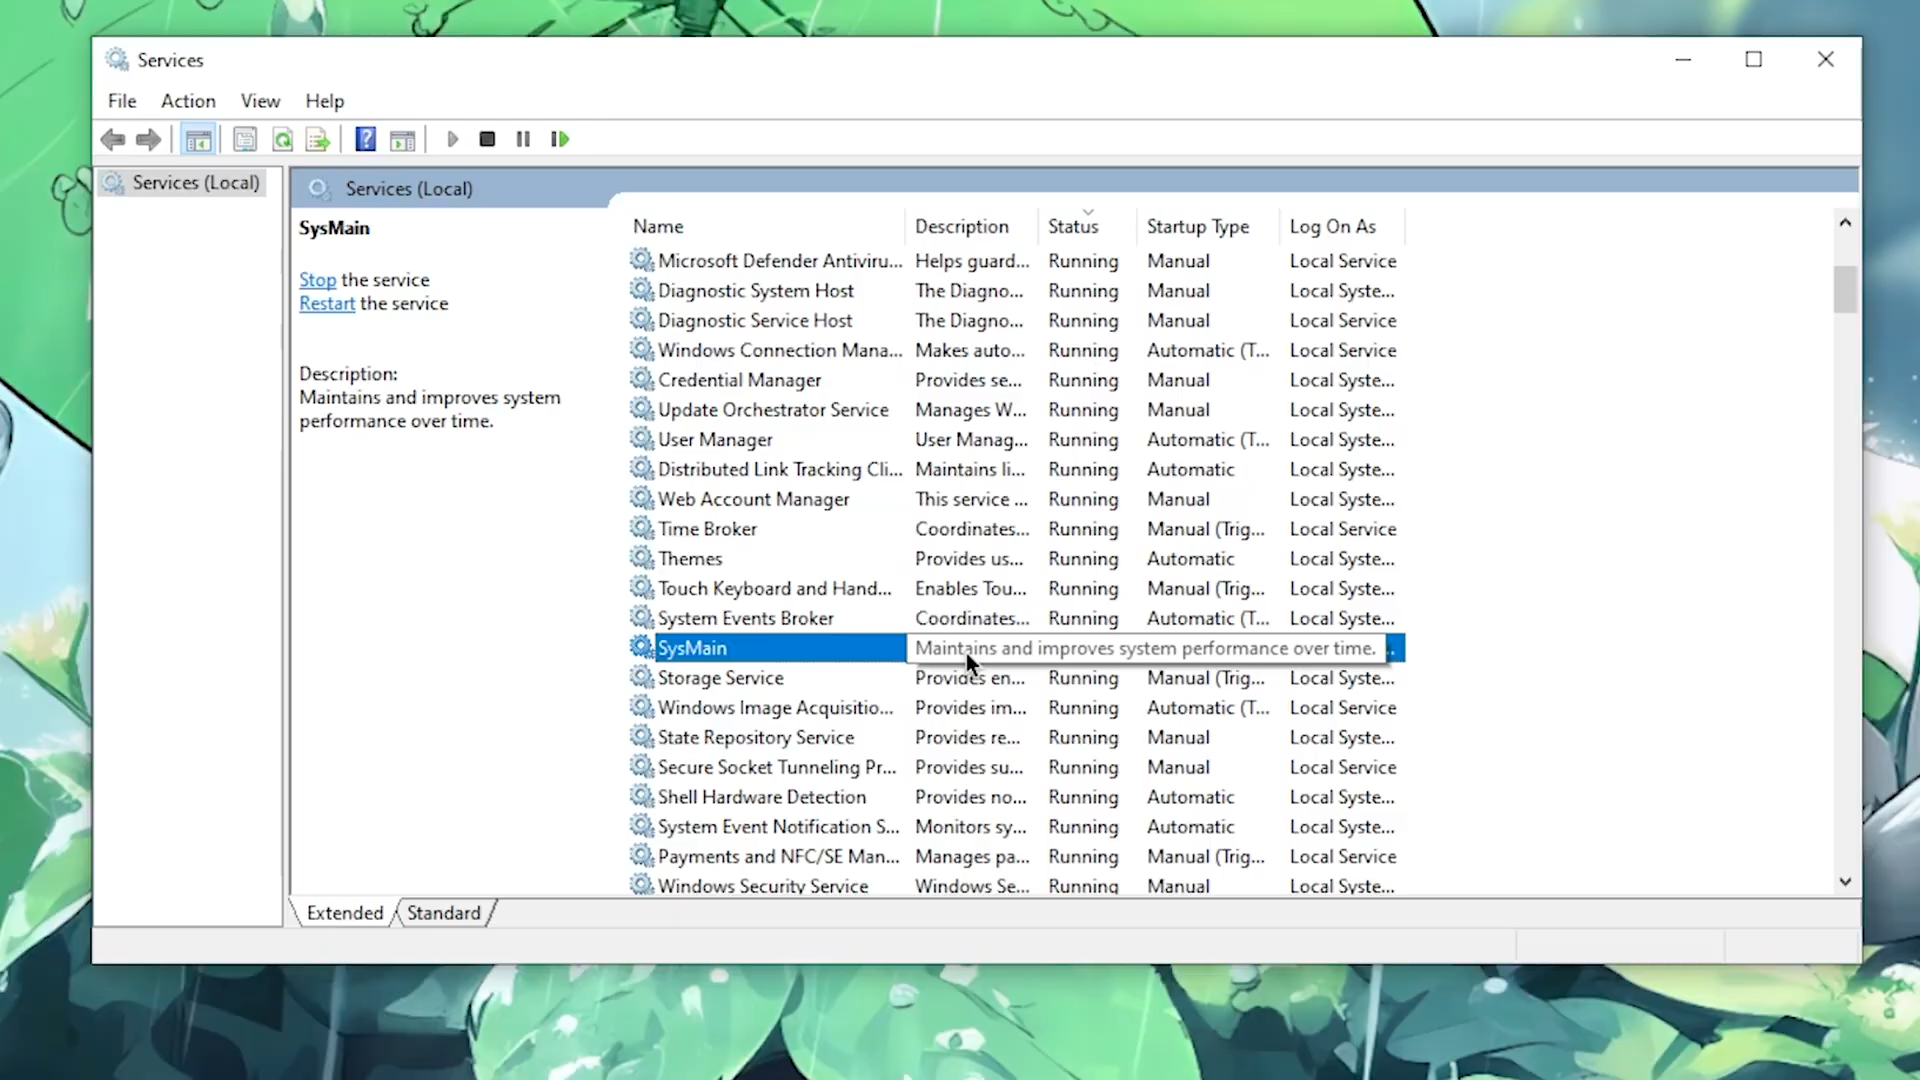 Services
File Action View Help
Services (Local)
Services (Local)
SysMain
Stop the service
Restart the service
Description:
Maintains and improves system
performance over time.
Name Description Status Startup Type Log On As
Microsoft Defender Antiviru... Helps guard... Running Manual Local Service
Diagnostic System Host The Diagno... Running Manual Local Syste...
Diagnostic Service Host The Diagno... Running Manual Local Service
Windows Connection Mana... Makes auto... Running Automatic (T... Local Service
Credential Manager Provides se... Running Manual Local Syste...
Update Orchestrator Service Manages W... Running Manual Local Syste...
User Manager User Manag... Running Automatic (T... Local Syste...
Distributed Link Tracking Cli... Maintains li... Running Automatic Local Syste...
Web Account Manager This service ... Running Manual Local Syste...
Time Broker Coordinates... Running Manual (Trig... Local Service
Themes Provides us... Running Automatic Local Syste...
Touch Keyboard and Hand... Enables Tou... Running Manual (Trig... Local Syste...
System Events Broker Coordinates... Running Automatic (T... Local Syste...
SysMain Maintains and improves system performance over time. ..
Storage Service Provides en... Running Manual (Trig... Local Syste...
Windows Image Acquisitio... Provides im... Running Automatic (T... Local Service
State Repository Service Provides re... Running Manual Local Syste...
Secure Socket Tunneling Pr... Provides su... Running Manual Local Service
Shell Hardware Detection Provides no... Running Automatic Local Syste...
System Event Notification S... Monitors sy... Running Automatic Local Syste...
Payments and NFC/SE Man... Manages pa... Running Manual (Trig... Local Service
Windows Security Service Windows Se... Running Manual Local Syste...
Extended Standard